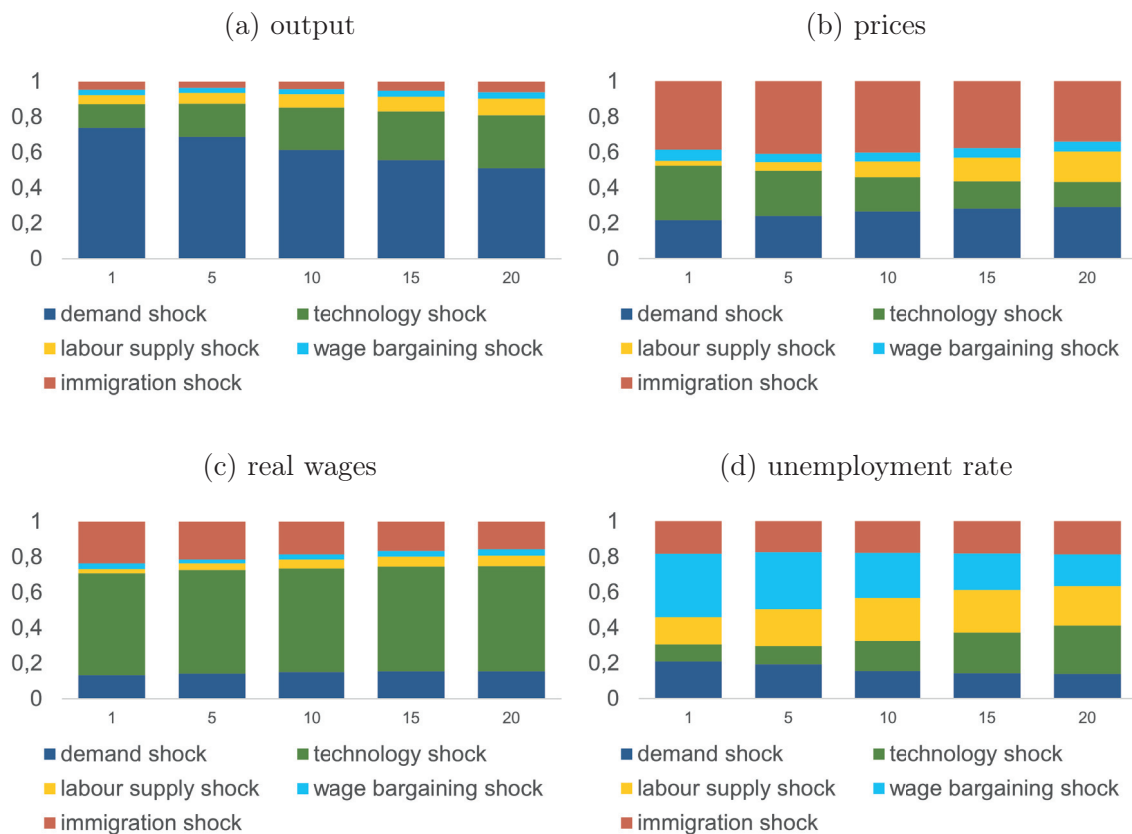 (a) output
1
0,8
0,6
0,4
0,2
0
1 5 10 15 20
demand shock technology shock
labour supply shock wage bargaining shock
immigration shock
(b) prices
1
0,8
0,6
0,4
0,2
0
1 5 10 15 20
demand shock technology shock
labour supply shock wage bargaining shock
immigration shock
(c) real wages
1
0,8
0,6
0,4
0,2
0
1 5 10 15 20
demand shock technology shock
labour supply shock wage bargaining shock
immigration shock
(d) unemployment rate
1
0,8
0,6
0,4
0,2
0
1 5 10 15 20
demand shock technology shock
labour supply shock wage bargaining shock
immigration shock